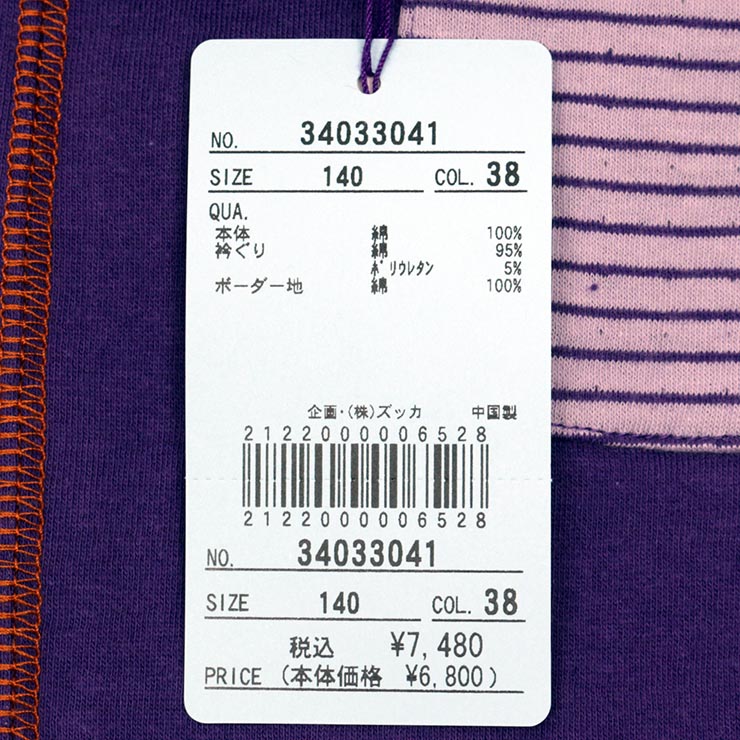 NO. 34033041
SIZE 140 COL. 38
QUA.
本体 綿 100%
衿ぐり 綿 95%
ﾎﾟﾘｳﾚﾀﾝ 5%
ボーダー地 綿 100%
企画・(株)ズッカ 中国製
2122000006528
2122000006528
NO. 34033041
SIZE 140 COL. 38
税込 ¥7,480
PRICE (本体価格 ¥6,800)